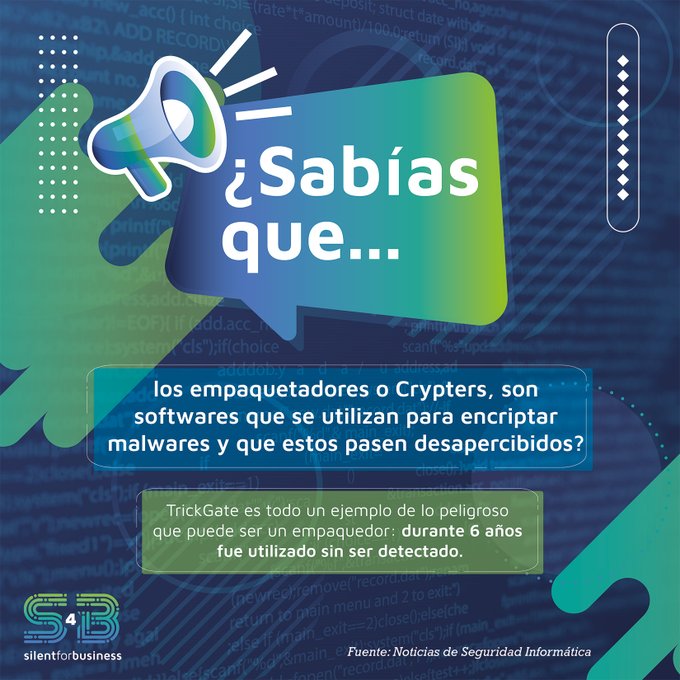 ¿Sabías
que...
los empaquetadores o Crypters, son
softwares que se utilizan para encriptar
malwares y que estos pasen desapercibidos?
TrickGate es todo un ejemplo de lo peligroso
que puede ser un empaquedor: durante 6 años
fue utilizado sin ser detectado.
S4B
silentforbusiness
Fuente: Noticias de Seguridad Informática